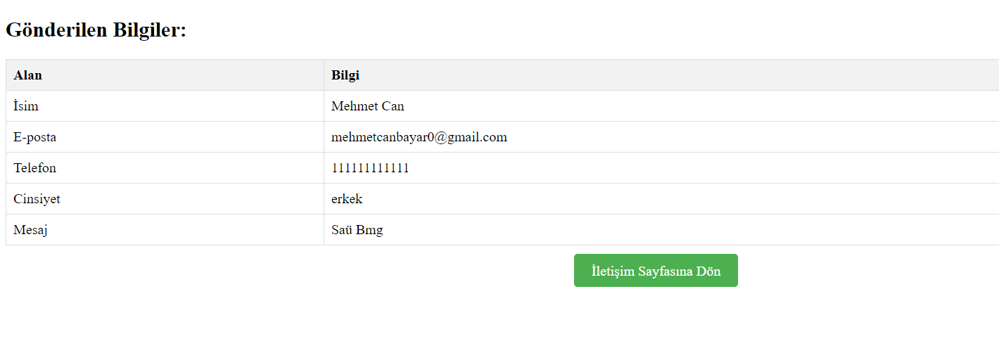 Gönderilen Bilgiler:
Alan Bilgi
İsim Mehmet Can
E-posta mehmetcanbayar0@gmail.com
Telefon 111111111111
Cinsiyet erkek
Mesaj Saü Bmg
İletişim Sayfasına Dön